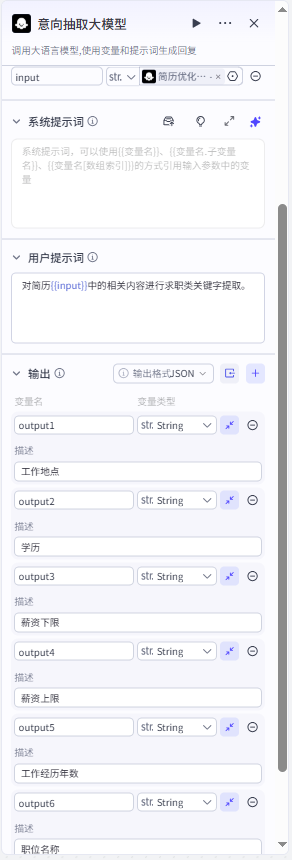 意向抽取大模型
调用大语言模型,使用变量和提示词生成回复
input str. 简历优化··· - ×
系统提示词
系统提示词，可以使用{{变量名}}、{{变量名.子变量
名}}、{{变量名[数组索引]}}的方式引用输入参数中的变
量
用户提示词
对简历{{input}}中的相关内容进行求职类关键字提取。
输出 输出格式JSON
变量名 变量类型
output1 str. String
描述
工作地点
output2 str. String
描述
学历
output3 str. String
描述
薪资下限
output4 str. String
描述
薪资上限
output5 str. String
描述
工作经历年数
output6 str. String
描述
职位名称